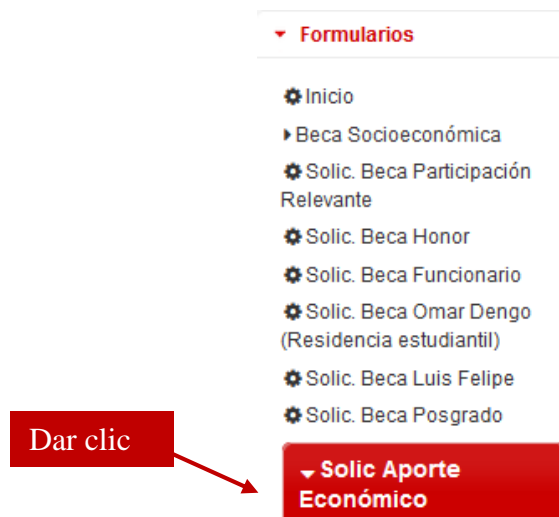 Formularios
Inicio
Beca Socioeconómica
Solic. Beca Participación
Relevante
Solic. Beca Honor
Solic. Beca Funcionario
Solic. Beca Omar Dengo
(Residencia estudiantil)
Solic. Beca Luis Felipe
Solic. Beca Posgrado
Dar clic
Solic Aporte
Económico